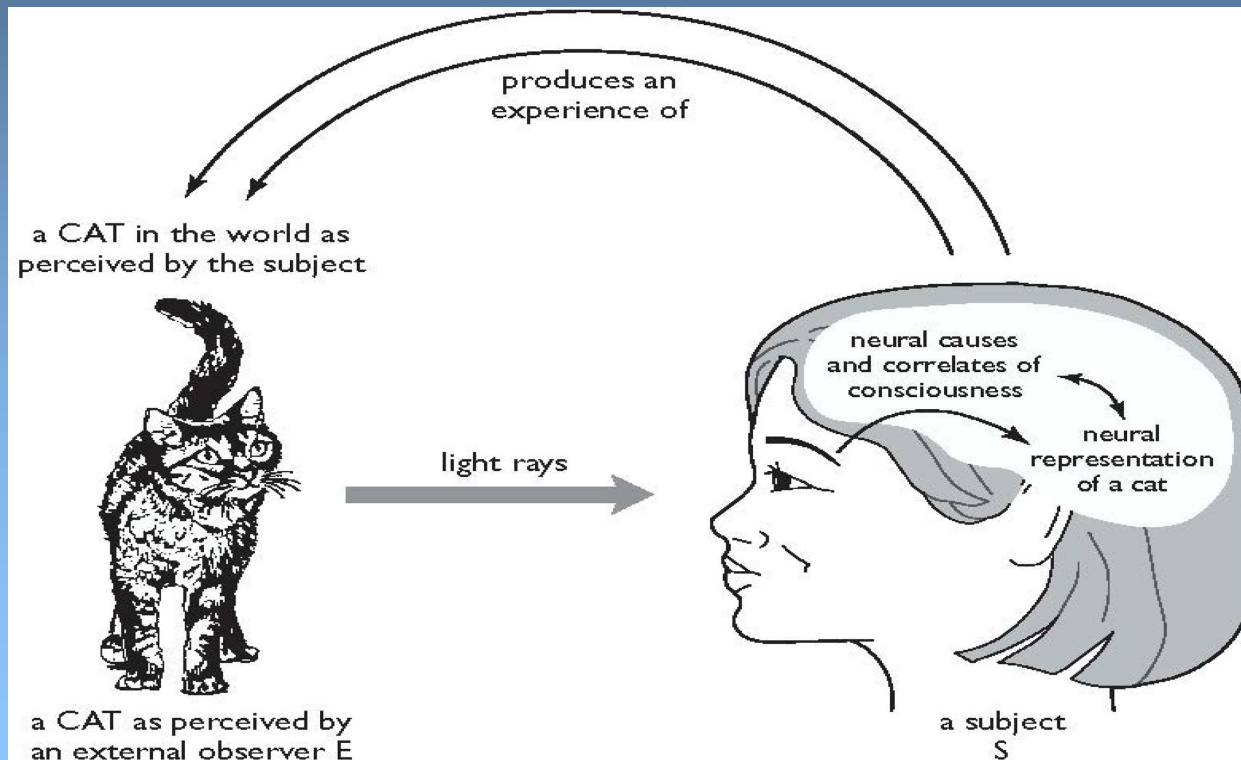 produces an
experience of
a CAT in the world as
perceived by the subject
neural causes
and correlates of
consciousness
neural
representation
of a cat
light rays
a CAT as perceived by
an external observer E
a subject
S